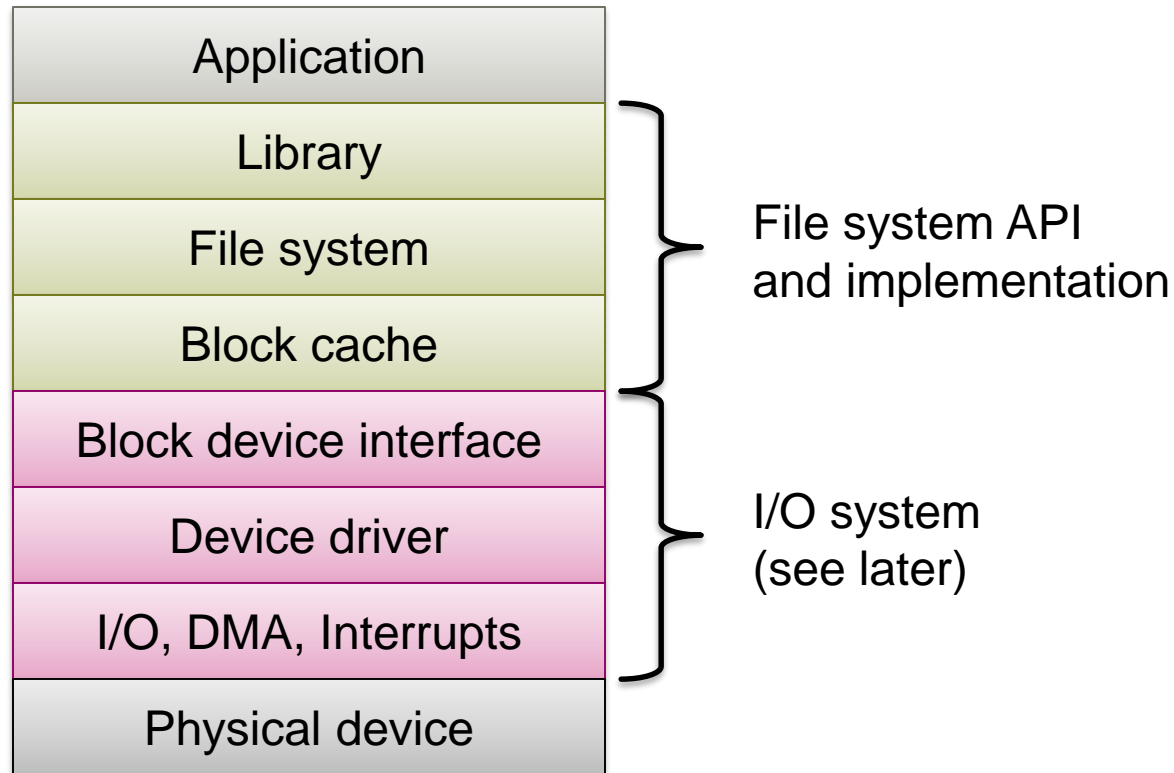 Application
Library
File system
Block cache
Block device interface
Device driver
I/O, DMA, Interrupts
Physical device
File system API
and implementation
I/O system
(see later)